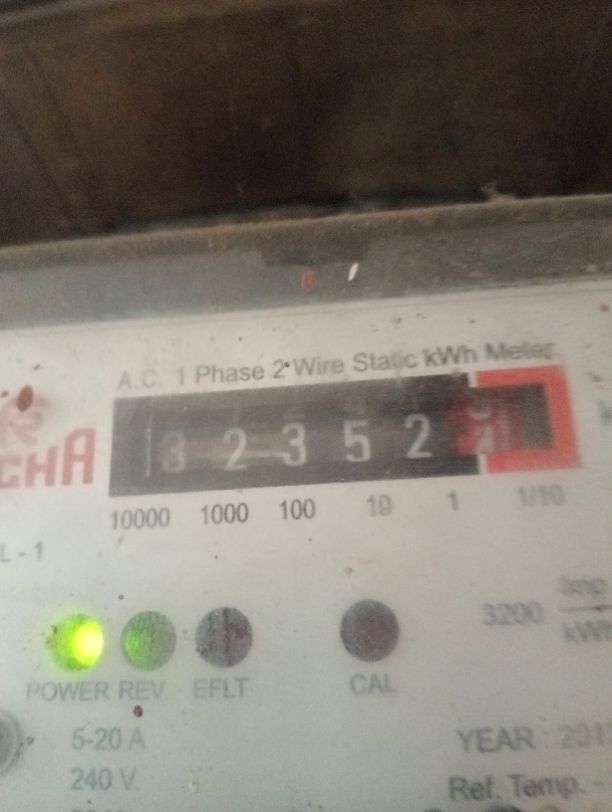 A.C. 1 Phase 2 Wire Static kWh Meter
3 2 3 5 2
CHA
10000 1000 100 10 1 1/10
L - 1
3200 Imp
kWh
POWER REV. EFLT CAL
5-20 A
240 V.
YEAR
Ref. Temp.